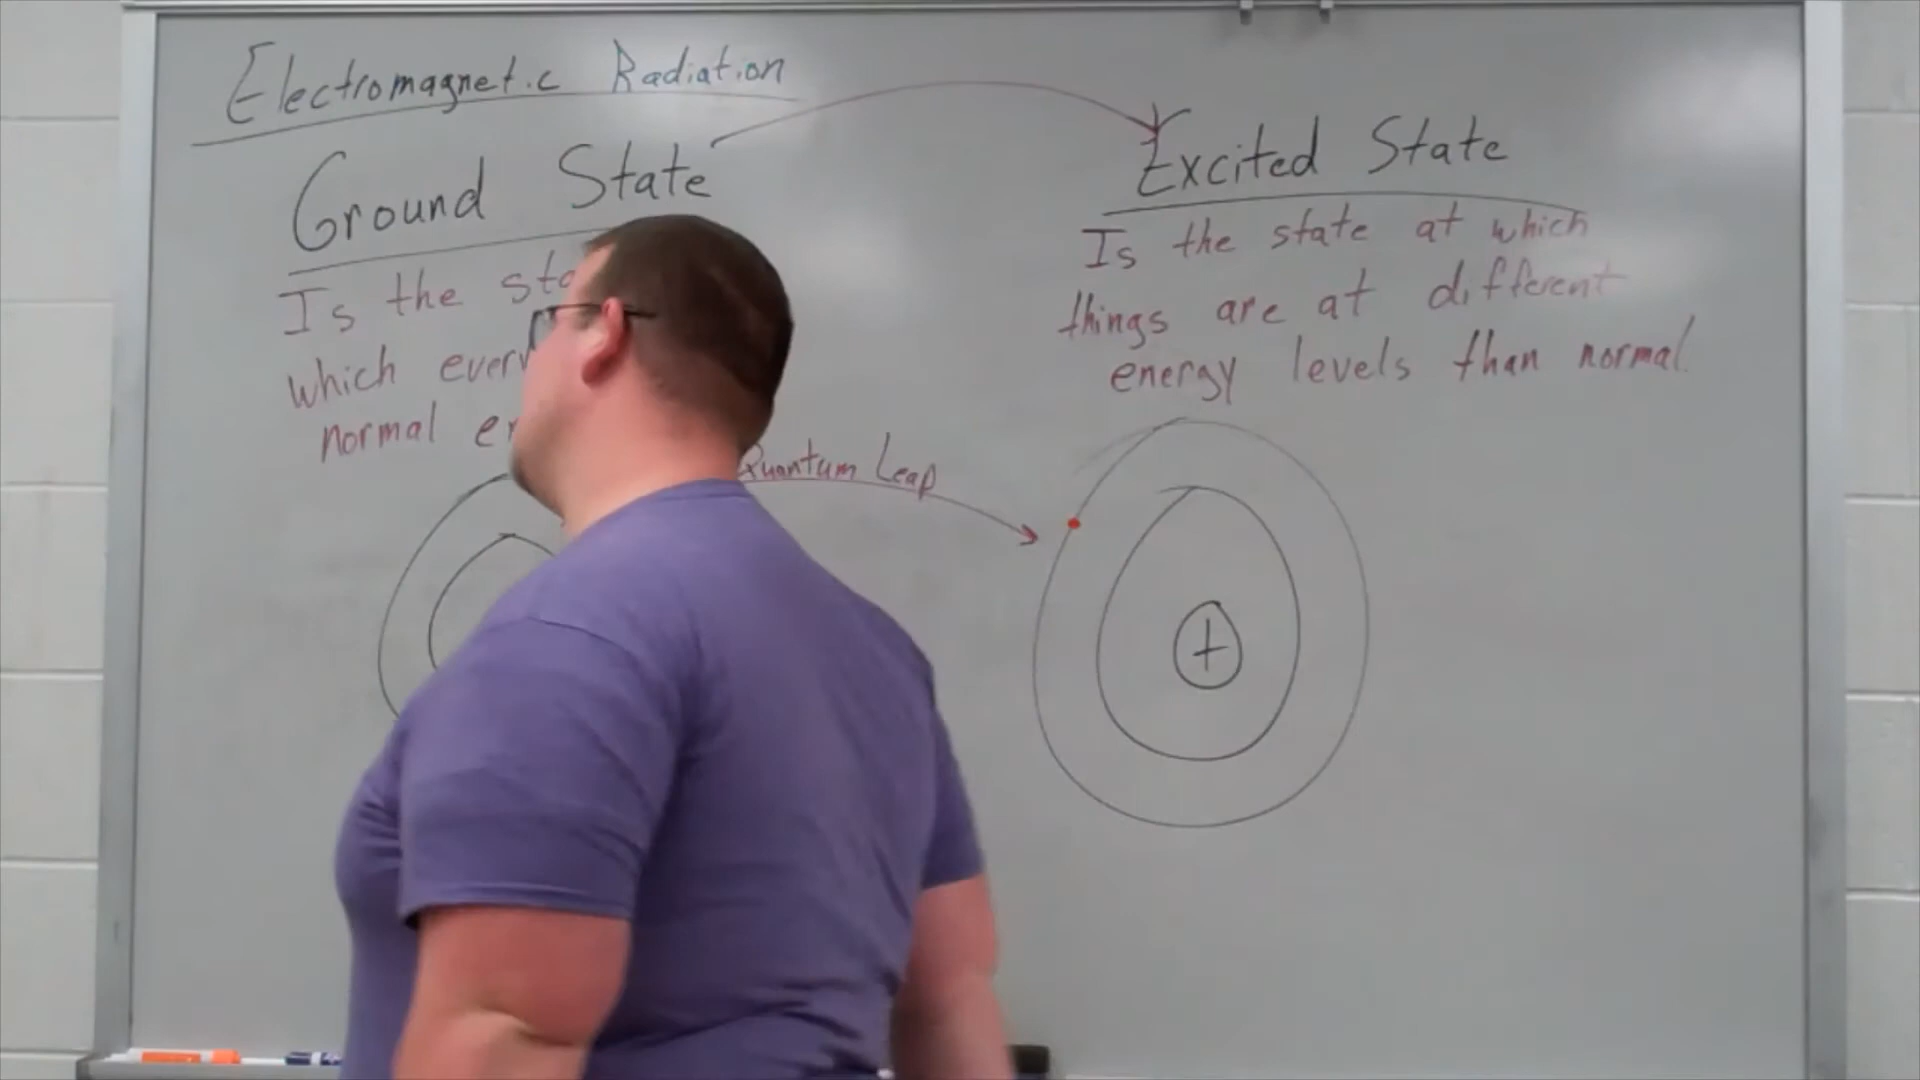 Electromagnetic Radiation
Ground State
Is the
which
normal
Excited State
Is the state at which
things are at different
energy levels than normal.
Quantum Leap
+